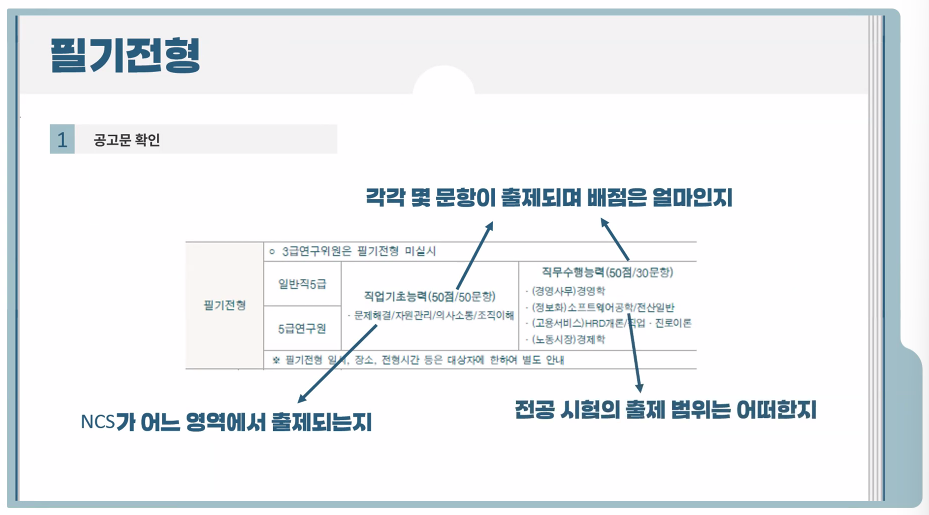 필기전형
1 공고문 확인
각각 몇 문항이 출제되며 배점은 얼마인지
필기전형
○ 3급연구위원은 필기전형 미실시
일반직5급
5급연구원
직업기초능력(50점/50문항)
· 문제해결/자원관리/의사소통/조직이해
직무수행능력(50점/30문항)
· (경영사무)경영학
· (정보화)소프트웨어공학/전산일반
· (고용서비스)HRD개론/직업 · 진로이론
· (노동시장)경제학
※ 필기전형 일시, 장소, 전형시간 등은 대상자에 한하여 별도 안내
NCS가 어느 영역에서 출제되는지
전공 시험의 출제 범위는 어떠한지